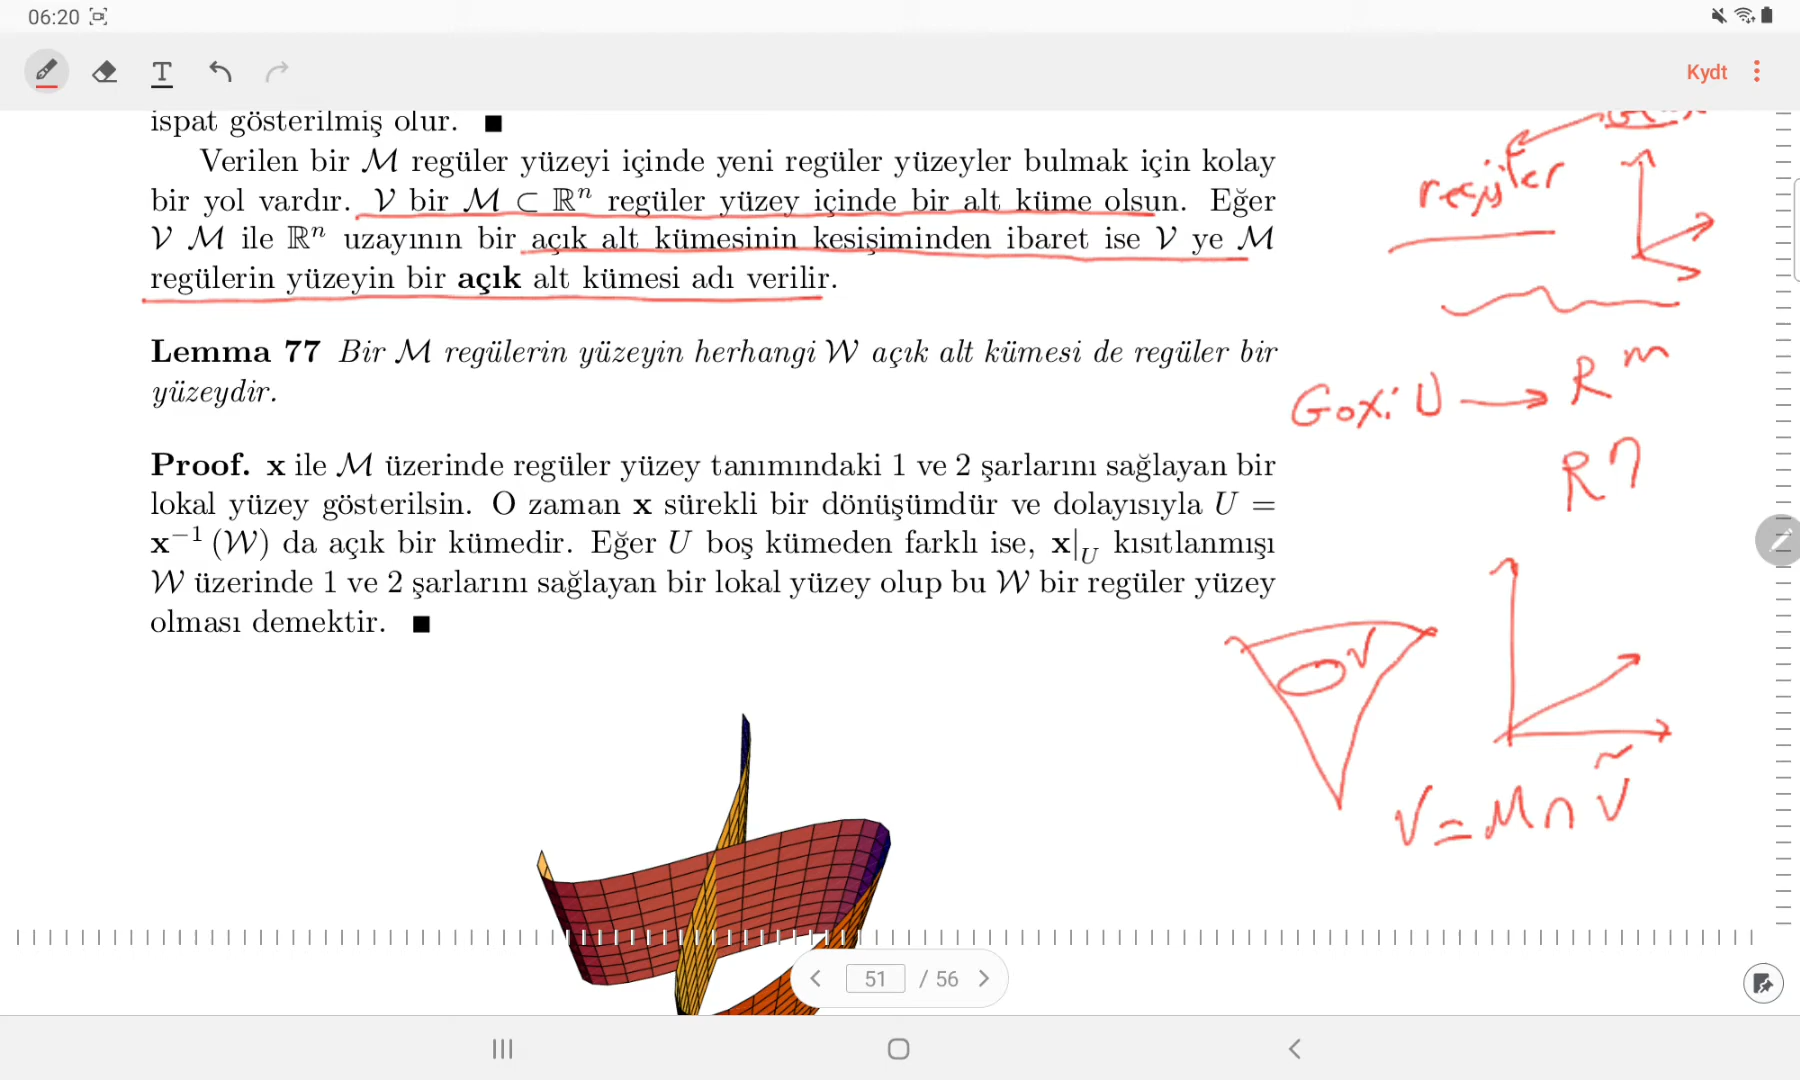 06:20
Kydt
ispat gösterilmiş olur. ■
Verilen bir ℳ regüler yüzeyi içinde yeni regüler yüzeyler bulmak için kolay
bir yol vardır. 𝒱 bir ℳ ⊂ ℝⁿ regüler yüzey içinde bir alt küme olsun. Eğer
𝒱 ℳ ile ℝⁿ uzayının bir açık alt kümesinin kesişiminden ibaret ise 𝒱 ye ℳ
regülerin yüzeyin bir açık alt kümesi adı verilir.
Lemma 77 Bir ℳ regülerin yüzeyin herhangi 𝒲 açık alt kümesi de regüler bir
yüzeydir.
Proof. x ile ℳ üzerinde regüler yüzey tanımındaki 1 ve 2 şarlarını sağlayan bir
lokal yüzey gösterilsin. O zaman x sürekli bir dönüşümdür ve dolayısıyla U =
x⁻¹ (𝒲) da açık bir kümedir. Eğer U boş kümeden farklı ise, x|_U kısıtlanmışı
𝒲 üzerinde 1 ve 2 şarlarını sağlayan bir lokal yüzey olup bu 𝒲 bir regüler yüzey
olması demektir. ■
regüler
Gox: U → R^m
R^n
V
V = M ∩ Ṽ
51 / 56